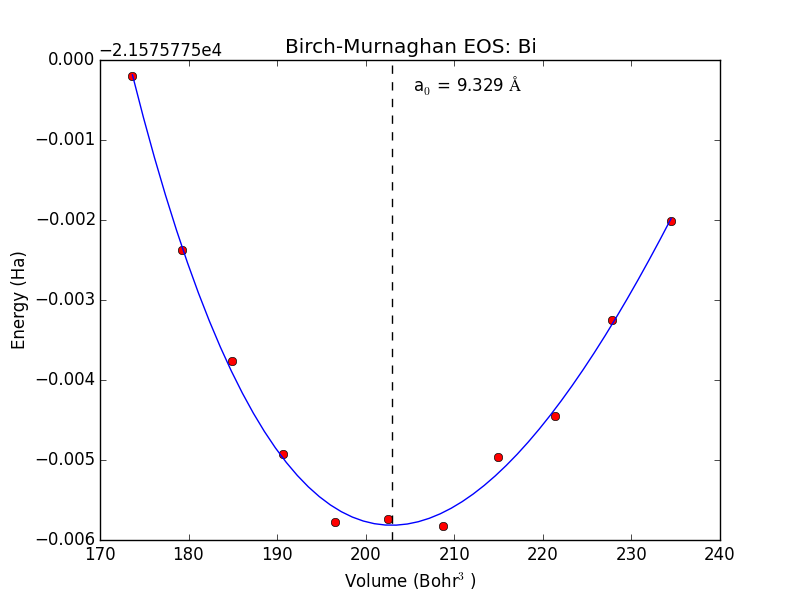 −2.1575775e4
Birch-Murnaghan EOS: Bi
0.000
a₀ = 9.329 Å
−0.001
−0.002
−0.003
−0.004
−0.005
−0.006
Energy (Ha)
170 180 190 200 210 220 230 240
Volume (Bohr³ )